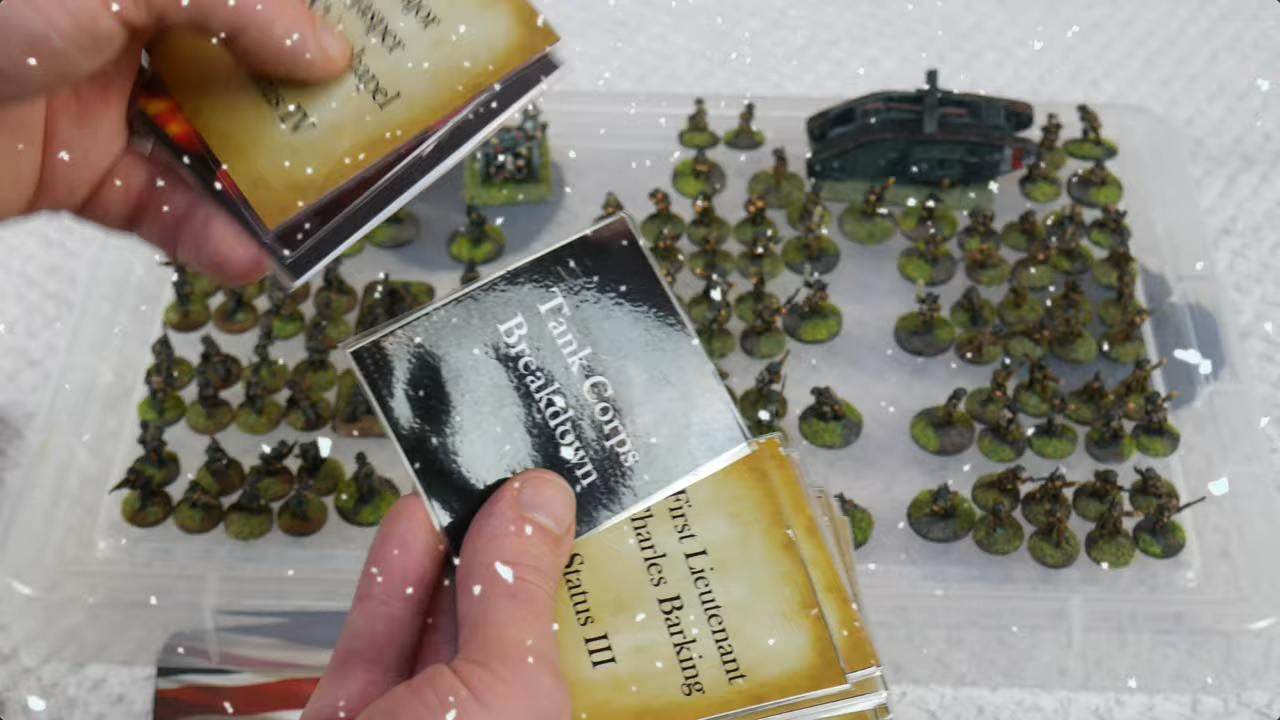 Tank Corps
Breakdown
First Lieutenant
Charles Barking
Status III